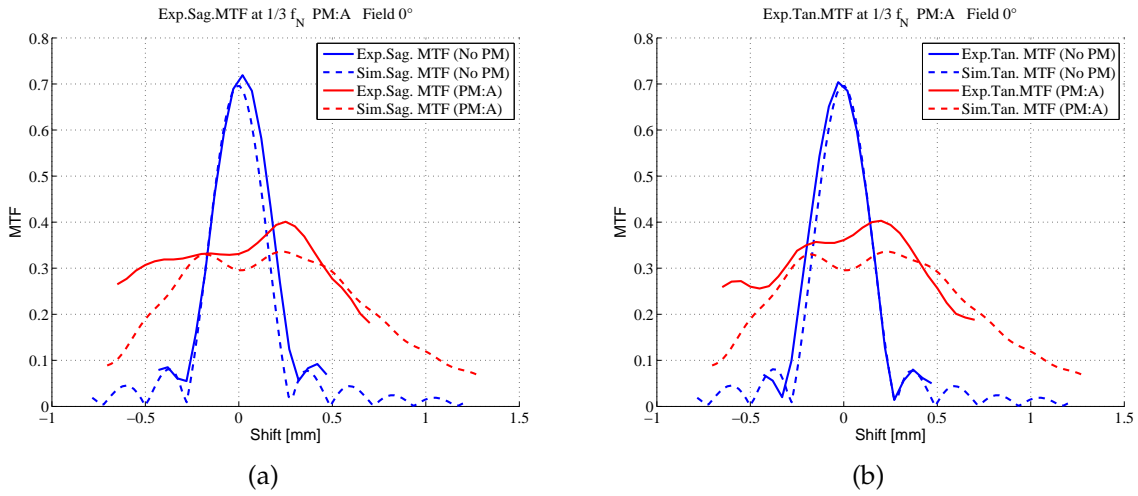 Exp.Sag.MTF at 1/3 f_N PM:A Field 0°
0.8
0.7
0.6
0.5
0.4
0.3
0.2
0.1
0
MTF
Exp.Sag. MTF (No PM)
Sim.Sag. MTF (No PM)
Exp.Sag. MTF (PM:A)
Sim.Sag. MTF (PM:A)
−1
−0.5
0
0.5
1
1.5
Shift [mm]
(a)
Exp.Tan.MTF at 1/3 f_N PM:A Field 0°
0.8
0.7
0.6
0.5
0.4
0.3
0.2
0.1
0
MTF
Exp.Tan. MTF (No PM)
Sim.Tan. MTF (No PM)
Exp.Tan.MTF (PM:A)
Sim.Tan. MTF (PM:A)
−1
−0.5
0
0.5
1
1.5
Shift [mm]
(b)